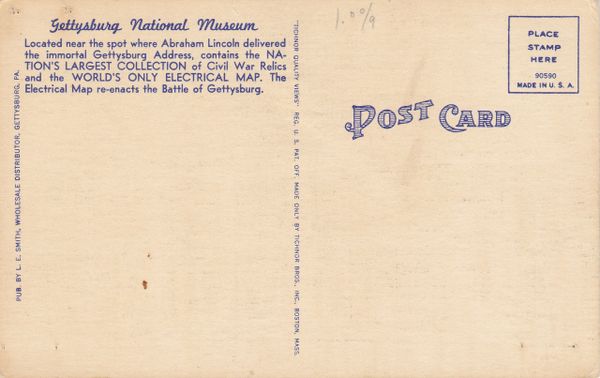 Gettysburg National Museum
Located near the spot where Abraham Lincoln delivered
the immortal Gettysburg Address, contains the NA-
TION'S LARGEST COLLECTION of Civil War Relics
and the WORLD'S ONLY ELECTRICAL MAP. The
Electrical Map re-enacts the Battle of Gettysburg.
PUB. BY L. E. SMITH, WHOLESALE DISTRIBUTOR, GETTYSBURG, PA.
"TICHNOR QUALITY VIEWS" REG. U. S. PAT. OFF. MADE ONLY BY TICHNOR BROS., INC., BOSTON, MASS.
1.00/9
POST CARD
PLACE
STAMP
HERE
90590
MADE IN U. S. A.